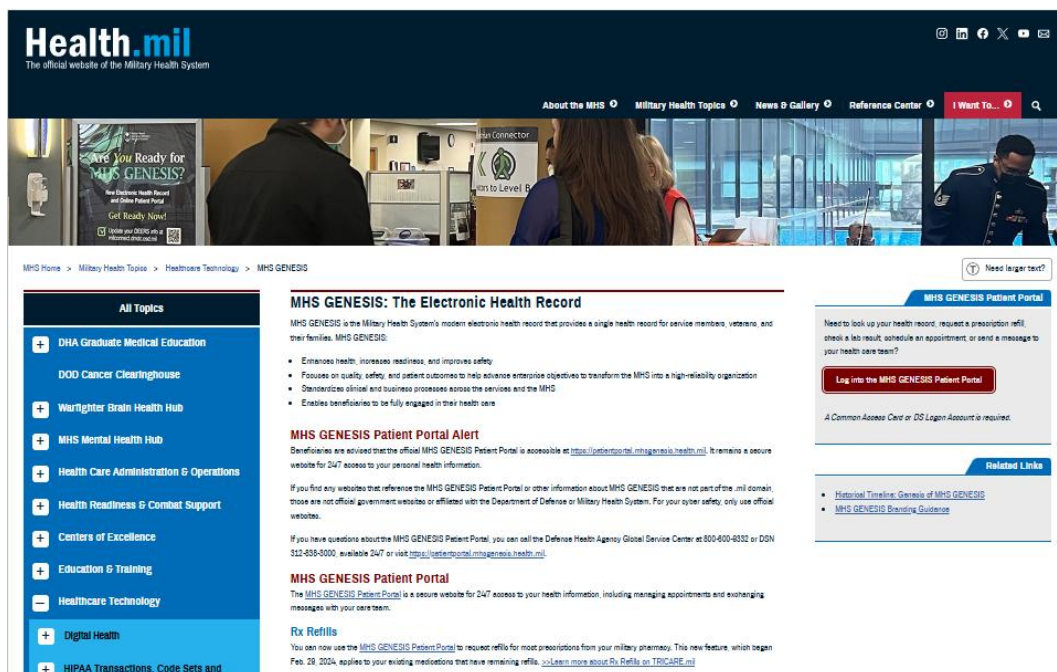 Health.mil
The official website of the Military Health System
About the MHS
Military Health Topics
News & Gallery
Reference Center
I Want To...
Are You Ready for
MHS GENESIS?
New Electronic Health Record
and Online Patient Portal
Get Ready Now!
Update your DEERS info at
milconnect.dmdc.osd.mil
Connector
to Level B
MHS Home > Military Health Topics > Healthcare Technology > MHS GENESIS
Need larger text?
All Topics
DHA Graduate Medical Education
DOD Cancer Clearinghouse
Warfighter Brain Health Hub
MHS Mental Health Hub
Health Care Administration & Operations
Health Readiness & Combat Support
Centers of Excellence
Education & Training
Healthcare Technology
Digital Health
HIPAA Transactions, Code Sets and
MHS GENESIS: The Electronic Health Record
MHS GENESIS is the Military Health System's modern electronic health record that provides a single health record for service members, veterans, and
their families. MHS GENESIS:
Enhances health, increases readiness, and improves safety
Focuses on quality, safety, and patient outcomes to help advance enterprise objectives to transform the MHS into a high-reliability organization
Standardizes clinical and business processes across the services and the MHS
Enables beneficiaries to be fully engaged in their health care
MHS GENESIS Patient Portal Alert
Beneficiaries are advised that the official MHS GENESIS Patient Portal is accessible at https://patientportal.mhsgenesis.health.mil. It remains a secure
website for 24/7 access to your personal health information.
If you find any websites that reference the MHS GENESIS Patient Portal or other information about MHS GENESIS that are not part of the .mil domain,
those are not official government websites or affiliated with the Department of Defense or Military Health System. For your cyber safety, only use official
websites.
If you have questions about the MHS GENESIS Patient Portal, you can call the Defense Health Agency Global Service Center at 800-600-9332 or DSN
312-838-3000, available 24/7 or visit https://patientportal.mhsgenesis.health.mil.
MHS GENESIS Patient Portal
The MHS GENESIS Patient Portal is a secure website for 24/7 access to your health information, including managing appointments and exchanging
messages with your care team.
Rx Refills
You can now use the MHS GENESIS Patient Portal to request refills for most prescriptions from your military pharmacy. This new feature, which began
Feb. 29, 2024, applies to your existing medications that have remaining refills. >>Learn more about Rx Refills on TRICARE.mil
MHS GENESIS Patient Portal
Need to look up your health record, request a prescription refill,
check a lab result, schedule an appointment, or send a message to
your health care team?
Log into the MHS GENESIS Patient Portal
A Common Access Card or DS Logon Account is required.
Related Links
Historical Timeline: Genesis of MHS GENESIS
MHS GENESIS Branding Guidance